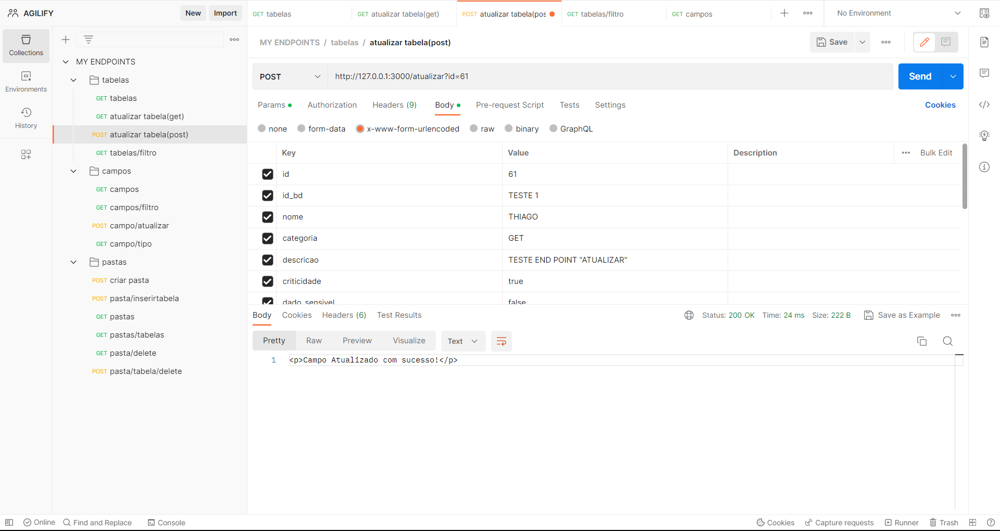 AGILIFY
New
Import
GET tabelas
GET atualizar tabela(get)
POST atualizar tabela(pos
GET tabelas/filtro
GET campos
No Environment
Collections
Environments
History
MY ENDPOINTS
tabelas
GET tabelas
GET atualizar tabela(get)
POST atualizar tabela(post)
GET tabelas/filtro
campos
GET campos
GET campos/filtro
POST campo/atualizar
GET campo/tipo
pastas
POST criar pasta
POST pasta/inserirtabela
GET pastas
GET pastas/tabelas
GET pasta/delete
POST pasta/tabela/delete
MY ENDPOINTS / tabelas / atualizar tabela(post)
Save
POST
http://127.0.0.1:3000/atualizar?id=61
Send
Params
Authorization
Headers (9)
Body
Pre-request Script
Tests
Settings
Cookies
none
form-data
x-www-form-urlencoded
raw
binary
GraphQL
Key Value Description Bulk Edit
id 61
id_bd TESTE 1
nome THIAGO
categoria GET
descricao TESTE END POINT "ATUALIZAR"
criticidade true
dado_sensivel false
Body
Cookies
Headers (6)
Test Results
Status: 200 OK
Time: 24 ms
Size: 222 B
Save as Example
Pretty
Raw
Preview
Visualize
Text
1 <p>Campo Atualizado com sucesso!</p>
Online
Find and Replace
Console
Cookies
Capture requests
Runner
Trash